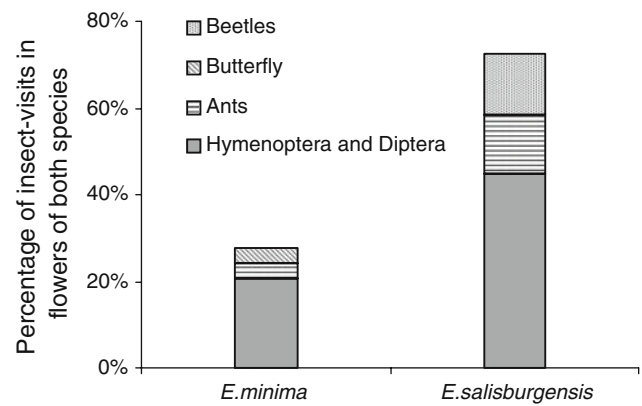 Percentage of insect-visits in
flowers of both species
80%
60%
40%
20%
0%
Beetles
Butterfly
Ants
Hymenoptera and Diptera
E.minima
E.salisburgensis